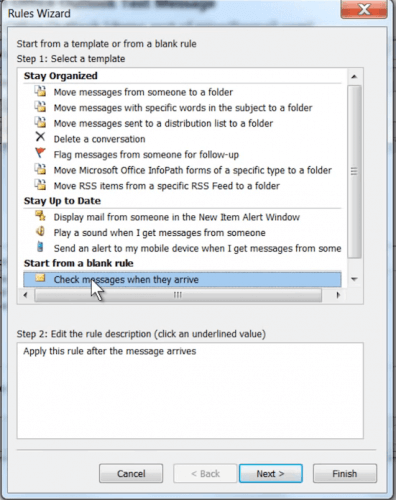 Rules Wizard
Start from a template or from a blank rule
Step 1: Select a template
Stay Organized
Move messages from someone to a folder
Move messages with specific words in the subject to a folder
Move messages sent to a distribution list to a folder
Delete a conversation
Flag messages from someone for follow-up
Move Microsoft Office InfoPath forms of a specific type to a folder
Move RSS items from a specific RSS Feed to a folder
Stay Up to Date
Display mail from someone in the New Item Alert Window
Play a sound when I get messages from someone
Send an alert to my mobile device when I get messages from some
Start from a blank rule
Check messages when they arrive
Step 2: Edit the rule description (click an underlined value)
Apply this rule after the message arrives
Cancel < Back Next > Finish